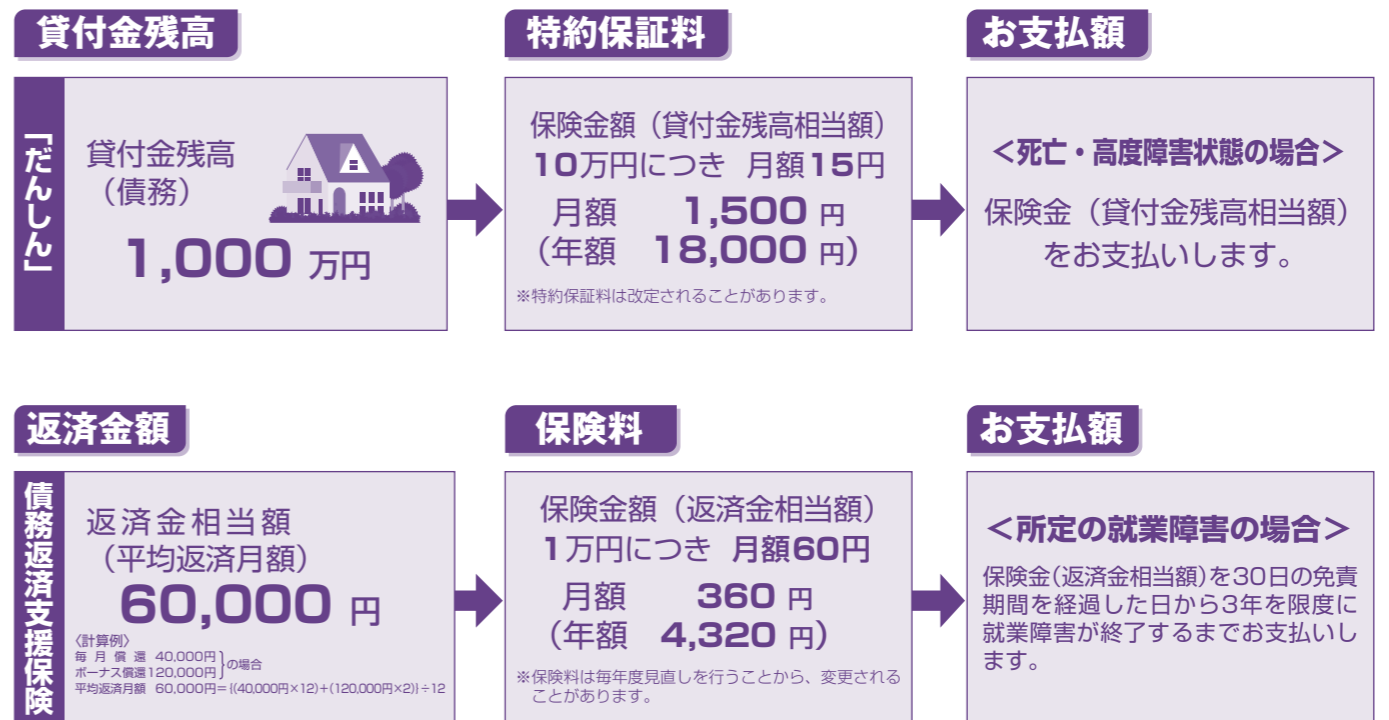 貸付金残高
「だんしん」
貸付金残高
（債務）
1,000 万円
特約保証料
保険金額（貸付金残高相当額）
10万円につき 月額15円
月額 1,500 円
（年額 18,000 円）
※特約保証料は改定されることがあります。
お支払額
＜死亡・高度障害状態の場合＞
保険金（貸付金残高相当額）
をお支払いします。
返済金額
債務返済支援保険
返済金相当額
（平均返済月額）
60,000 円
〈計算例〉
毎月償還 40,000円
ボーナス償還120,000円｝の場合
平均返済月額 60,000円＝{(40,000円×12)＋(120,000円×2)}÷12
保険料
保険金額（返済金相当額）
1万円につき 月額60円
月額 360 円
（年額 4,320 円）
※保険料は毎年度見直しを行うことから、変更される
ことがあります。
お支払額
＜所定の就業障害の場合＞
保険金(返済金相当額)を30日の免責
期間を経過した日から3年を限度に
就業障害が終了するまでお支払いし
ます。